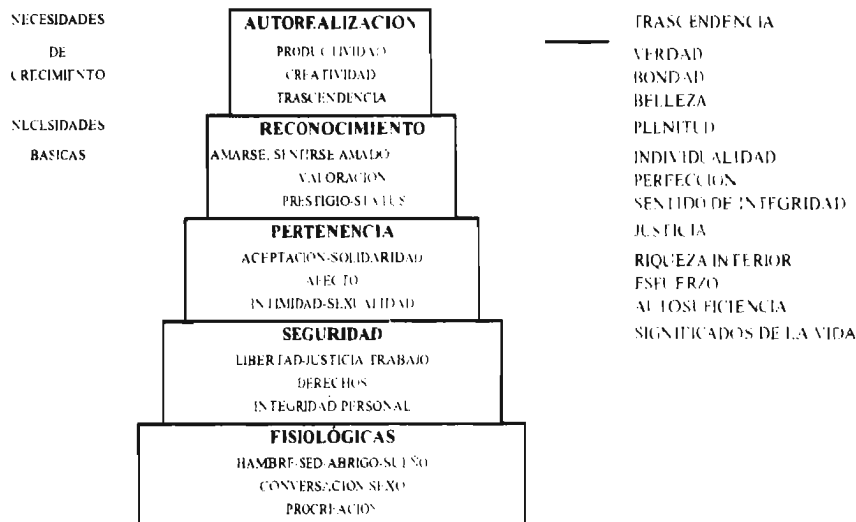 NECESIDADES
DE
CRECIMIENTO
NECESIDADES
BASICAS
AUTOREALIZACION
PRODUCTIVIDAD
CREATIVIDAD
TRASCENDENCIA
RECONOCIMIENTO
AMARSE, SENTIRSE AMADO
VALORACION
PRESTIGIO-STATUS
PERTENENCIA
ACEPTACION-SOLIDARIDAD
AFECTO
INTIMIDAD-SEXUALIDAD
SEGURIDAD
LIBERTAD-JUSTICIA TRABAJO
DERECHOS
INTEGRIDAD PERSONAL
FISIOLÓGICAS
HAMBRE-SED-ABRIGO-SUEÑO
CONVERSACION SEXO
PROCREACION
TRASCENDENCIA
VERDAD
BONDAD
BELLEZA
PLENITUD
INDIVIDUALIDAD
PERFECCION
SENTIDO DE INTEGRIDAD
JUSTICIA
RIQUEZA INTERIOR
ESFUERZO
AUTOSUFICIENCIA
SIGNIFICADOS DE LA VIDA